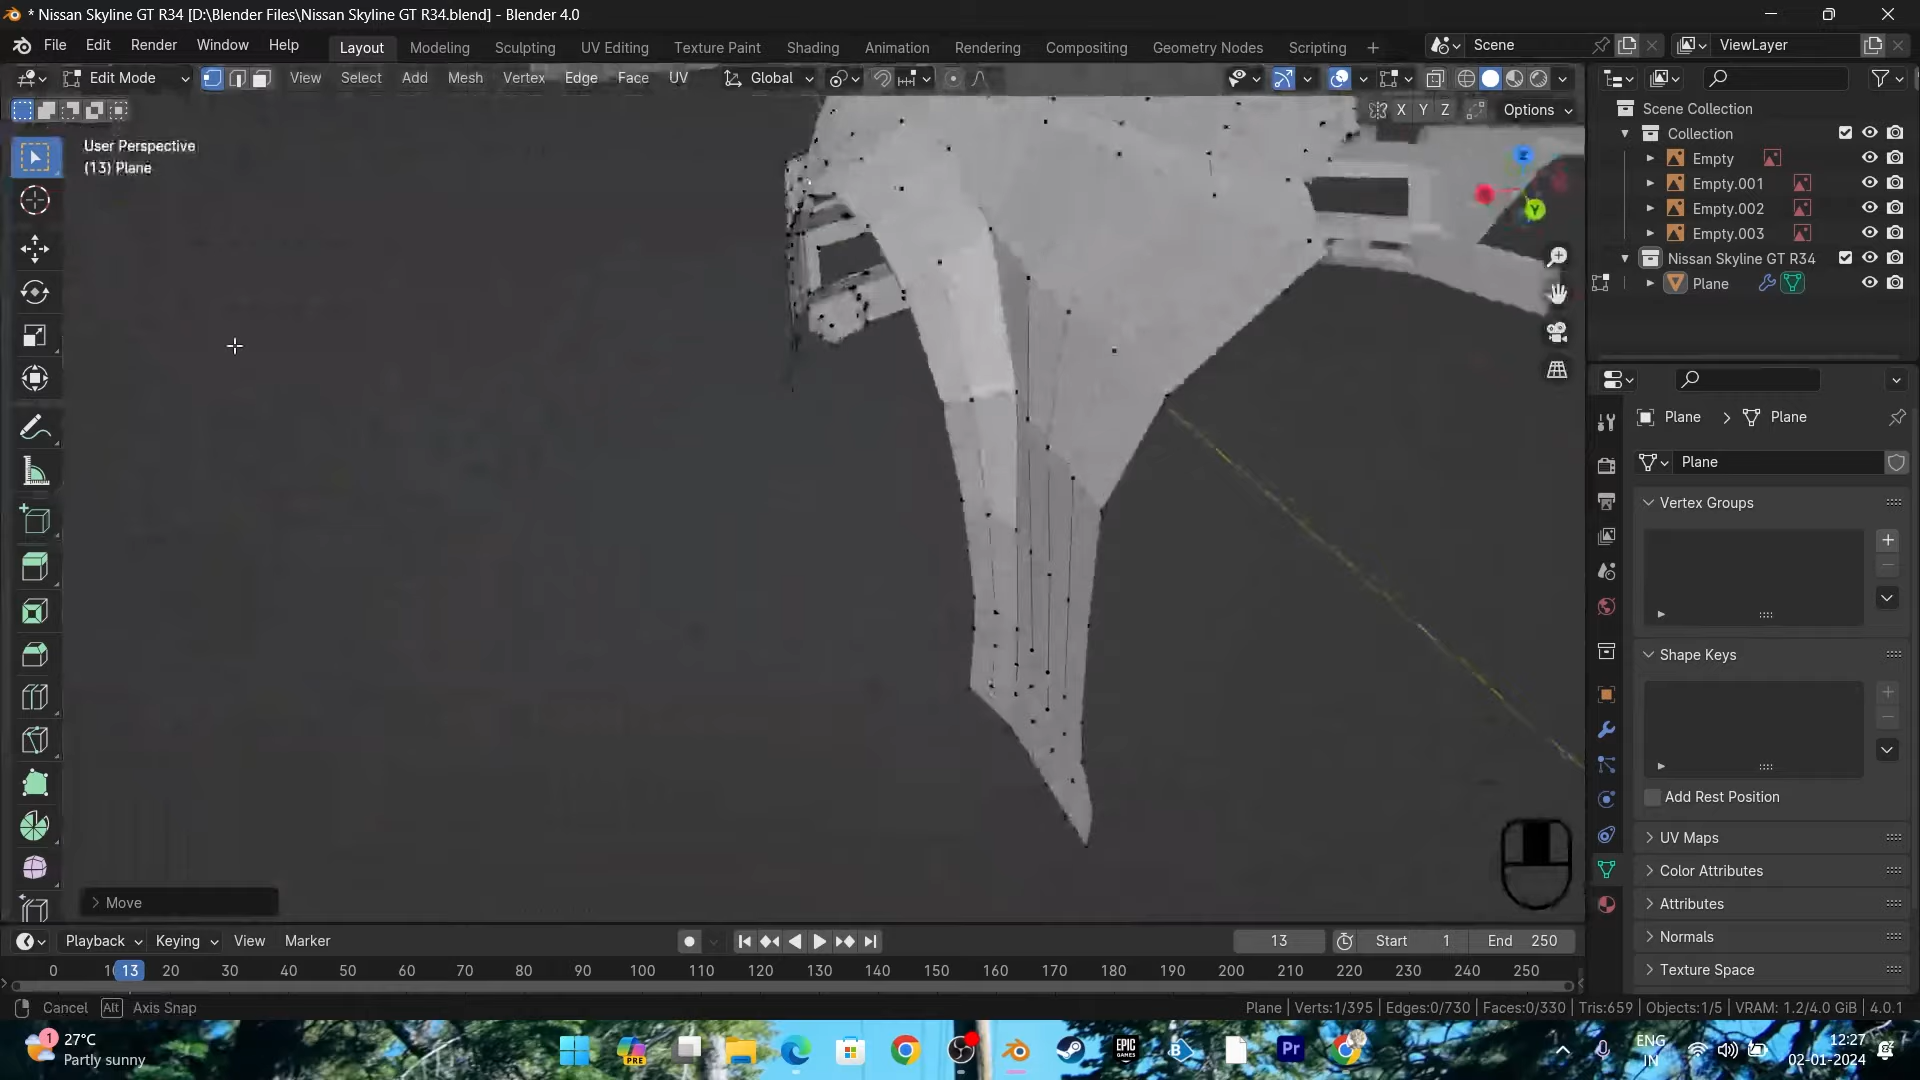 * Nissan Skyline GT R34 [D:\Blender Files\Nissan Skyline GT R34.blend] - Blender 4.0
File Edit Render Window Help
Layout Modeling Sculpting UV Editing Texture Paint Shading Animation Rendering Compositing Geometry Nodes Scripting +
Scene
ViewLayer
Edit Mode View Select Add Mesh Vertex Edge Face UV
Global
X Y Z
Options
User Perspective
(13) Plane
Z
Y
Scene Collection
Collection
Empty
Empty.001
Empty.002
Empty.003
Nissan Skyline GT R34
Plane
Plane > Plane
Plane
Vertex Groups
Shape Keys
Add Rest Position
UV Maps
Color Attributes
Attributes
Normals
Texture Space
Move
Playback Keying View Marker
13
Start 1
End 250
0 10 13 20 30 40 50 60 70 80 90 100 110 120 130 140 150 160 170 180 190 200 210 220 230 240 250
Cancel Alt Axis Snap
Plane | Verts:1/395 | Edges:0/730 | Faces:0/330 | Tris:659 | Objects:1/5 | VRAM: 1.2/4.0 GiB | 4.0.1
1
27°C
Partly sunny
PRE
EPIC GAMES
B
Pr
ENG
IN
12:27
02-01-2024